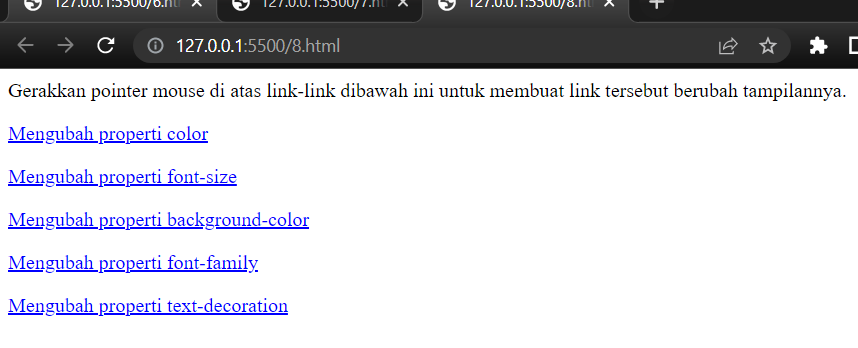 127.0.0.1:5500/6.ht
127.0.0.1:5500/7.ht
127.0.0.1:5500/8.ht
127.0.0.1:5500/8.html
Gerakkan pointer mouse di atas link-link dibawah ini untuk membuat link tersebut berubah tampilannya.
Mengubah properti color
Mengubah properti font-size
Mengubah properti background-color
Mengubah properti font-family
Mengubah properti text-decoration